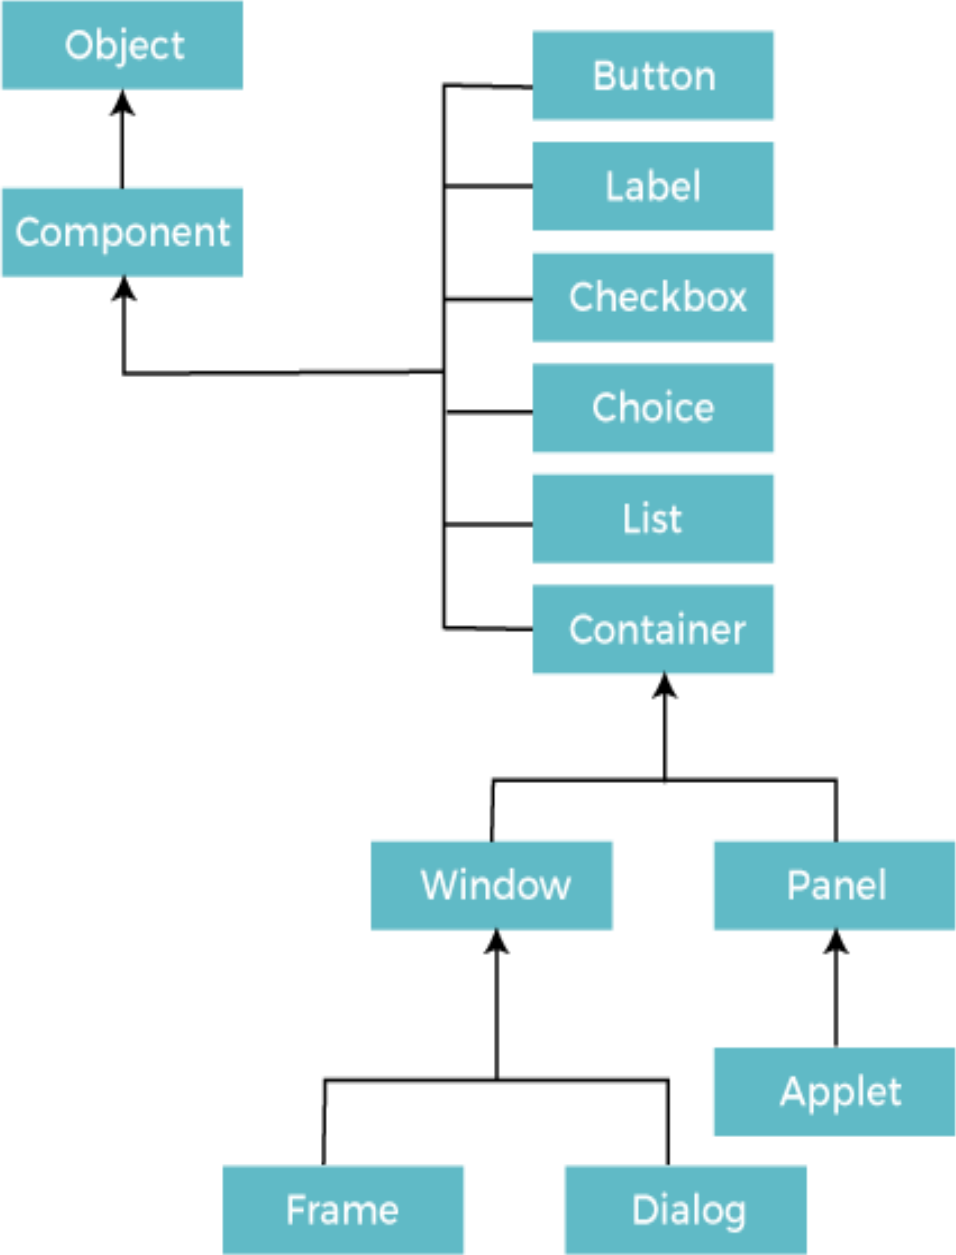 Object
Component
Button
Label
Checkbox
Choice
List
Container
Window
Panel
Applet
Frame
Dialog